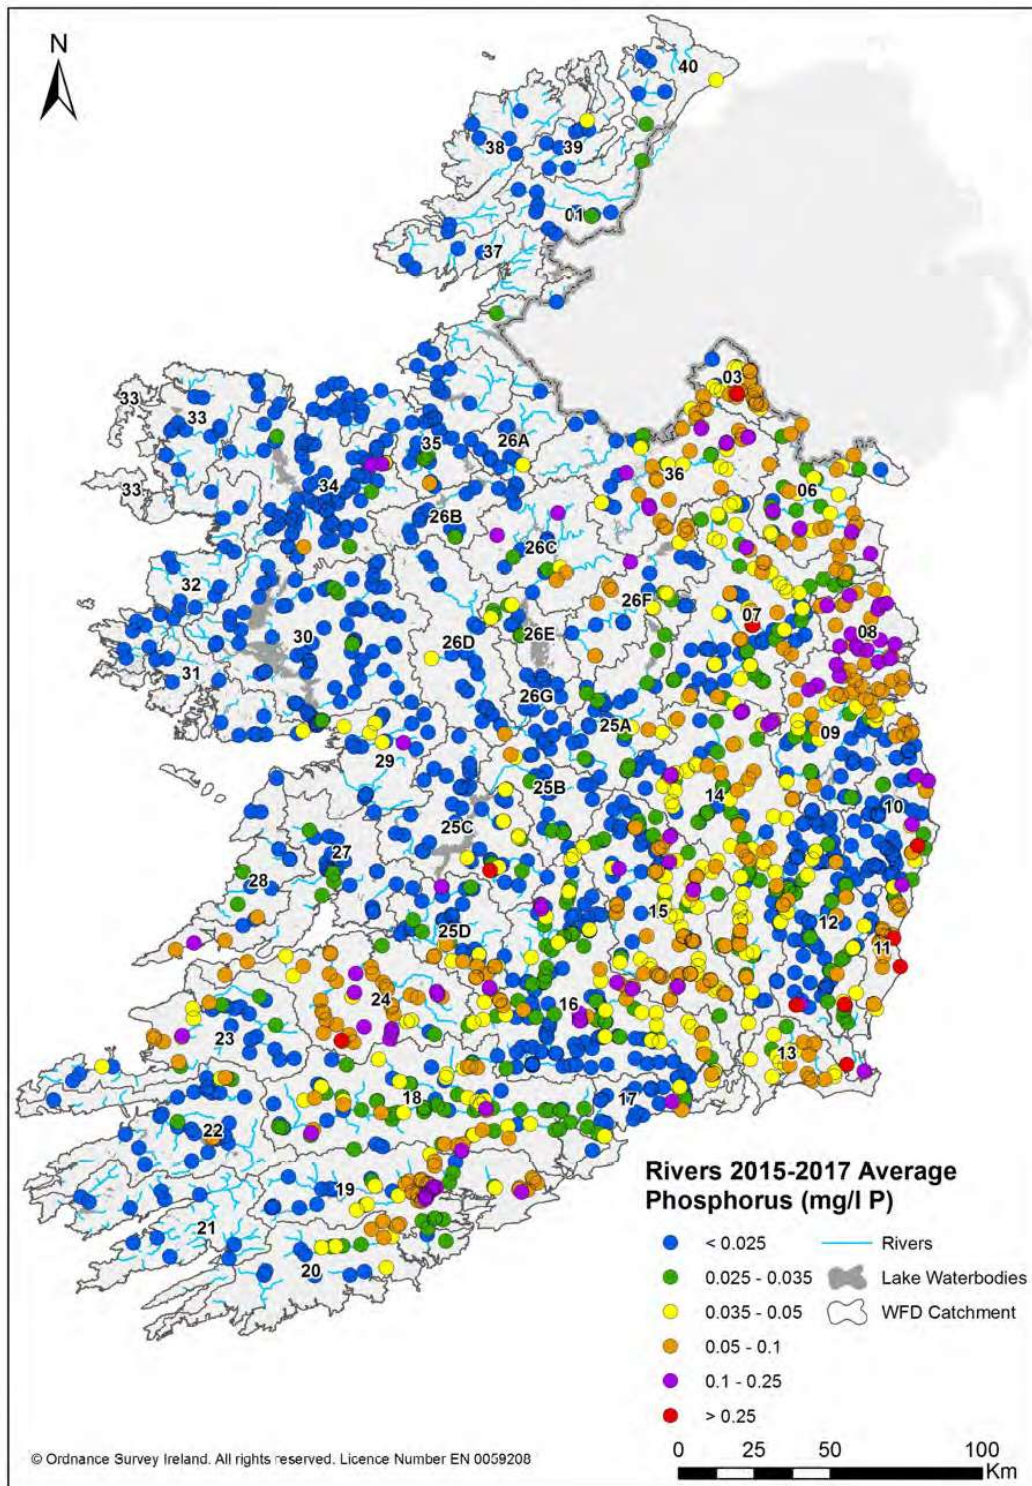 N
40
38
39
01
37
03
33
33
35
26A
36
06
33
34
26B
26C
32
26F
07
08
30
26D
26E
31
26G
25A
09
29
25B
14
10
25C
27
28
15
12
25D
11
24
16
23
13
18
17
22
19
21
20
Rivers 2015-2017 Average
Phosphorus (mg/l P)
< 0.025
Rivers
0.025 - 0.035
Lake Waterbodies
0.035 - 0.05
WFD Catchment
0.05 - 0.1
0.1 - 0.25
> 0.25
0 25 50 100
Km
© Ordnance Survey Ireland. All rights reserved. Licence Number EN 0059208